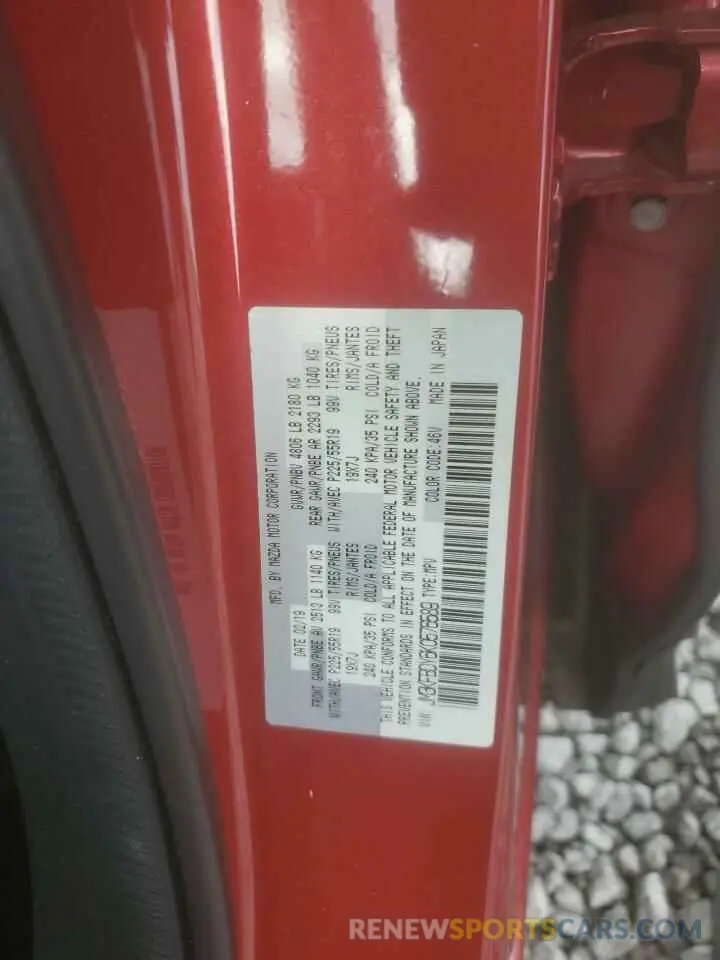 MFD. BY MAZDA MOTOR CORPORATION
DATE 02/19 GVWR/PNBV 4806 LB 2180 KG
FRONT GAWR/PNBE AV 2513 LB 1140 KG REAR GAWR/PNBE AR 2293 LB 1040 KG
WITH/AVEC P225/55R19 99V TIRES/PNEUS WITH/AVEC P225/55R19 99V TIRES/PNEUS
19X7J RIMS/JANTES 19X7J RIMS/JANTES
240 KPA/35 PSI COLD/A FROID 240 KPA/35 PSI COLD/A FROID
THIS VEHICLE CONFORMS TO ALL APPLICABLE FEDERAL MOTOR VEHICLE SAFETY AND THEFT
PREVENTION STANDARDS IN EFFECT ON THE DATE OF MANUFACTURE SHOWN ABOVE.
VIN: TYPE:MPV COLOR CODE:46V MADE IN JAPAN
RENEWSPORTSCARS.COM